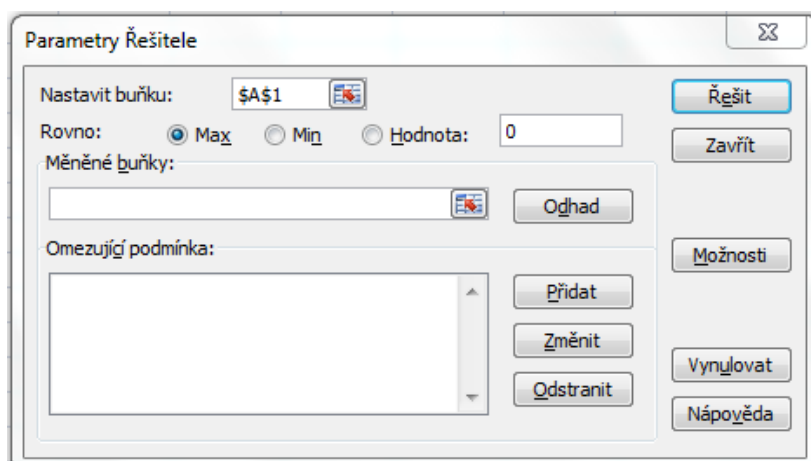 Parametry Řešitele
Nastavit buňku: $A$1 Řešit
Rovno: Max Min Hodnota: 0 Zavřít
Měněné buňky:
Odhad
Omezující podmínka: Možnosti
Přidat
Změnit
Vynulovat
Odstranit
Nápověda